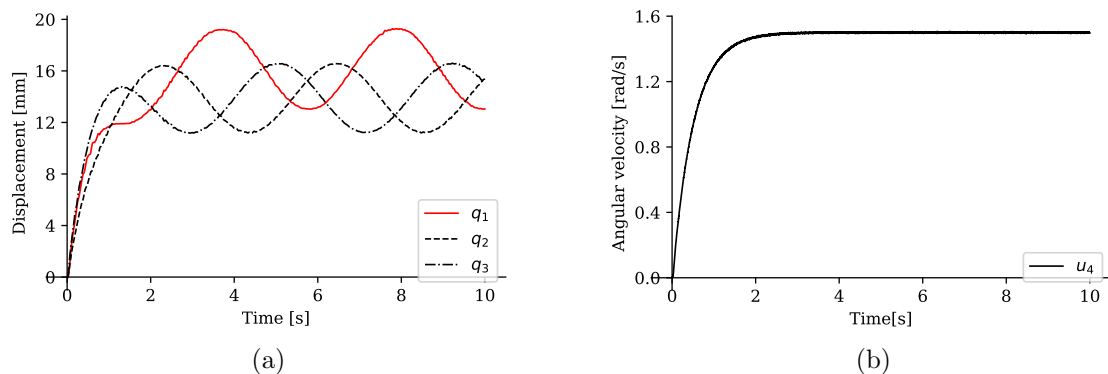 20
16
12
8
4
0
Displacement [mm]
0
2
4
6
8
10
Time [s]
q1
q2
q3
(a)
1.6
1.2
0.8
0.4
0.0
Angular velocity [rad/s]
0
2
4
6
8
10
Time[s]
u4
(b)